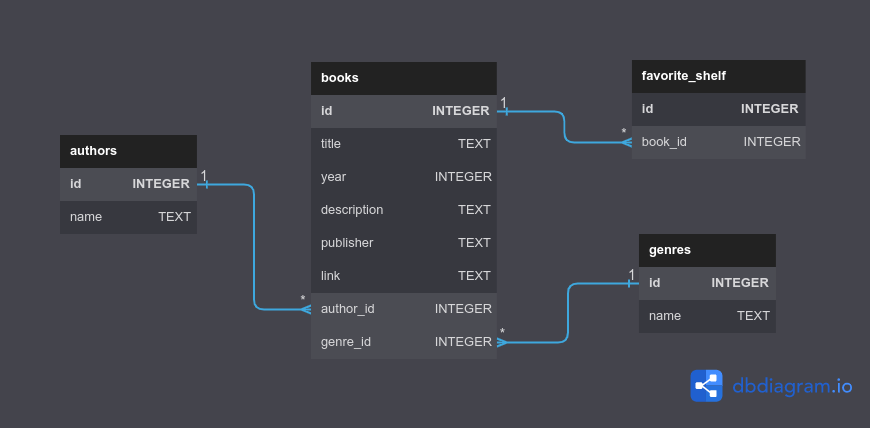 authors
id INTEGER
name TEXT
1
*
books
id INTEGER
title TEXT
year INTEGER
description TEXT
publisher TEXT
link TEXT
author_id INTEGER
genre_id INTEGER
1
*
favorite_shelf
id INTEGER
book_id INTEGER
*
1
genres
id INTEGER
name TEXT
dbdiagram.io